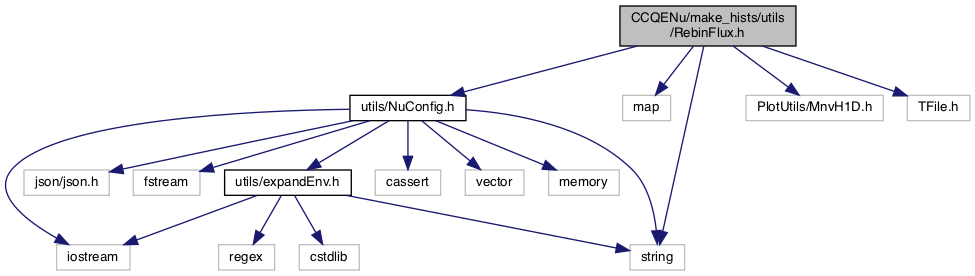 CCQENu/make_hists/utils
/RebinFlux.h
utils/NuConfig.h
map
PlotUtils/MnvH1D.h
TFile.h
json/json.h
fstream
utils/expandEnv.h
cassert
vector
memory
iostream
regex
cstdlib
string